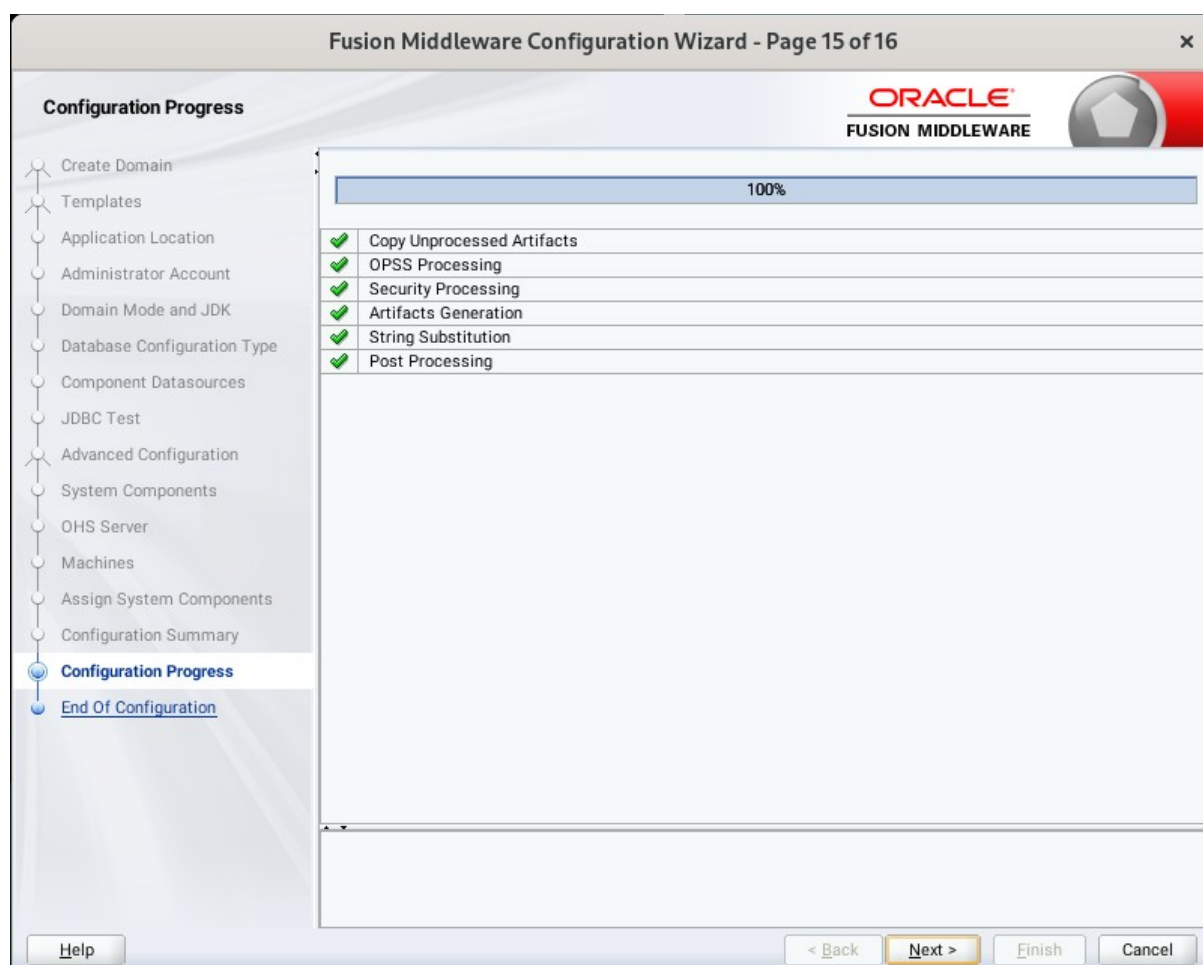 Fusion Middleware Configuration Wizard - Page 15 of 16
Configuration Progress
ORACLE
FUSION MIDDLEWARE
Create Domain
Templates
Application Location
Administrator Account
Domain Mode and JDK
Database Configuration Type
Component Datasources
JDBC Test
Advanced Configuration
System Components
OHS Server
Machines
Assign System Components
Configuration Summary
Configuration Progress
End Of Configuration
100%
Copy Unprocessed Artifacts
OPSS Processing
Security Processing
Artifacts Generation
String Substitution
Post Processing
Help
< Back
Next >
Finish
Cancel